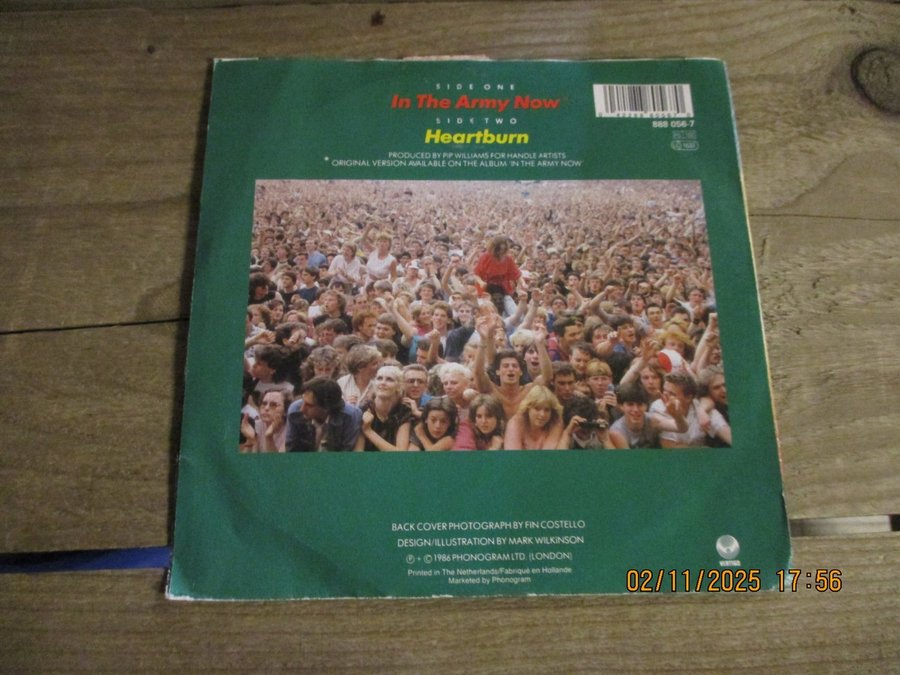 SIDE ONE
In The Army Now*
SIDE TWO
Heartburn
PRODUCED BY PIP WILLIAMS FOR HANDLE ARTISTS
* ORIGINAL VERSION AVAILABLE ON THE ALBUM 'IN THE ARMY NOW'
888 056-7
BACK COVER PHOTOGRAPH BY FIN COSTELLO
DESIGN/ILLUSTRATION BY MARK WILKINSON
℗ + © 1986 PHONOGRAM LTD. (LONDON)
Printed in The Netherlands/Fabriqué en Hollande
Marketed by Phonogram
02/11/2025 17:56